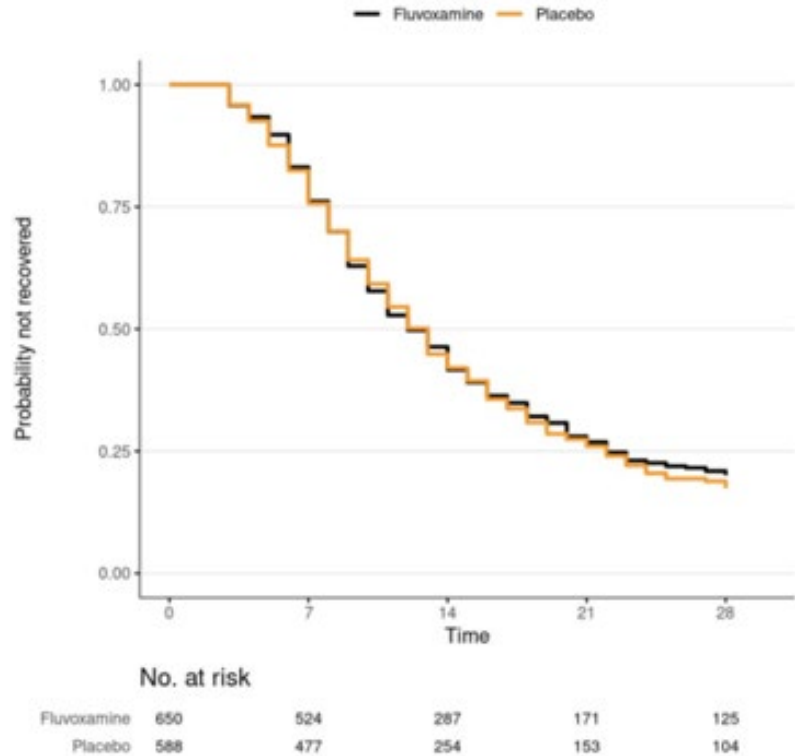 Fluvoxamine Placebo
1.00
0.75
0.50
0.25
0.00
Probability not recovered
0 7 14 21 28
Time
No. at risk
Fluvoxamine 650 524 287 171 125
Placebo 588 477 254 153 104